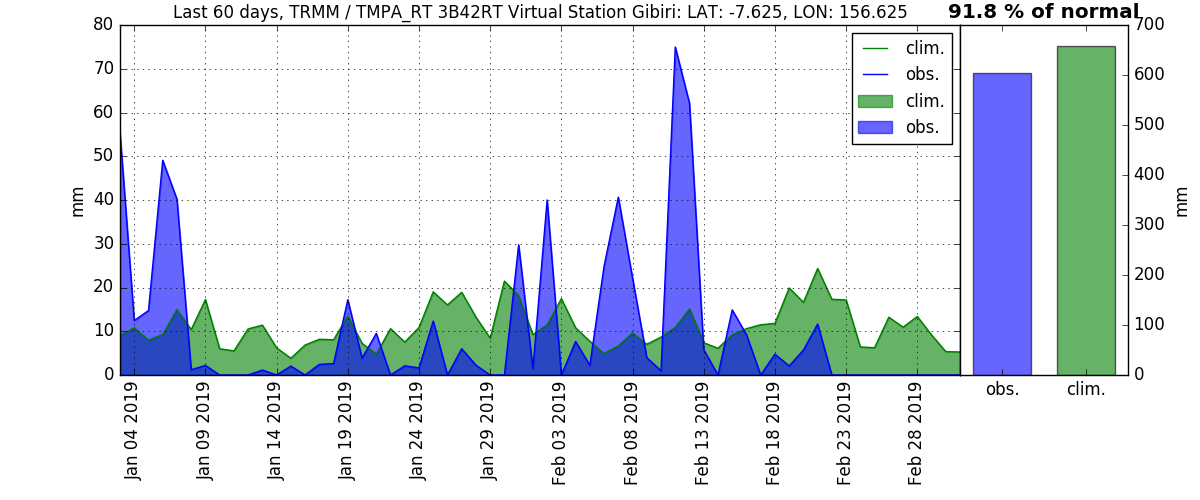 Last 60 days, TRMM / TMPA_RT 3B42RT Virtual Station Gibiri: LAT: -7.625, LON: 156.625
91.8 % of normal
80
70
60
50
40
30
20
10
0
mm
clim.
obs.
clim.
obs.
700
600
500
400
300
200
100
0
mm
obs.
clim.
Jan 04 2019
Jan 09 2019
Jan 14 2019
Jan 19 2019
Jan 24 2019
Jan 29 2019
Feb 03 2019
Feb 08 2019
Feb 13 2019
Feb 18 2019
Feb 23 2019
Feb 28 2019